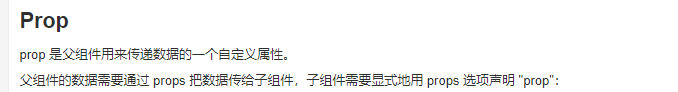 Prop
prop 是父组件用来传递数据的一个自定义属性。
父组件的数据需要通过 props 把数据传给子组件，子组件需要显式地用 props 选项声明 "prop"：